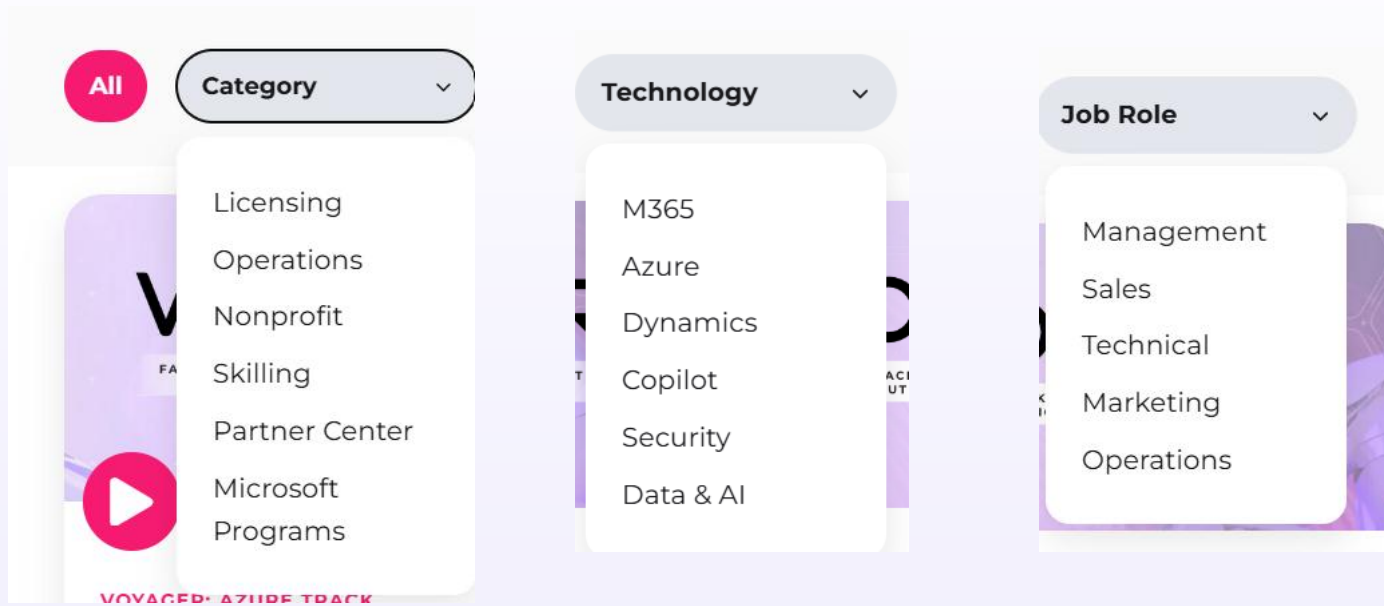 All
Category
Licensing
Operations
Nonprofit
Skilling
Partner Center
Microsoft
Programs
VOYAGER: AZURE TRACK
Technology
M365
Azure
Dynamics
Copilot
Security
Data & AI
Job Role
Management
Sales
Technical
Marketing
Operations